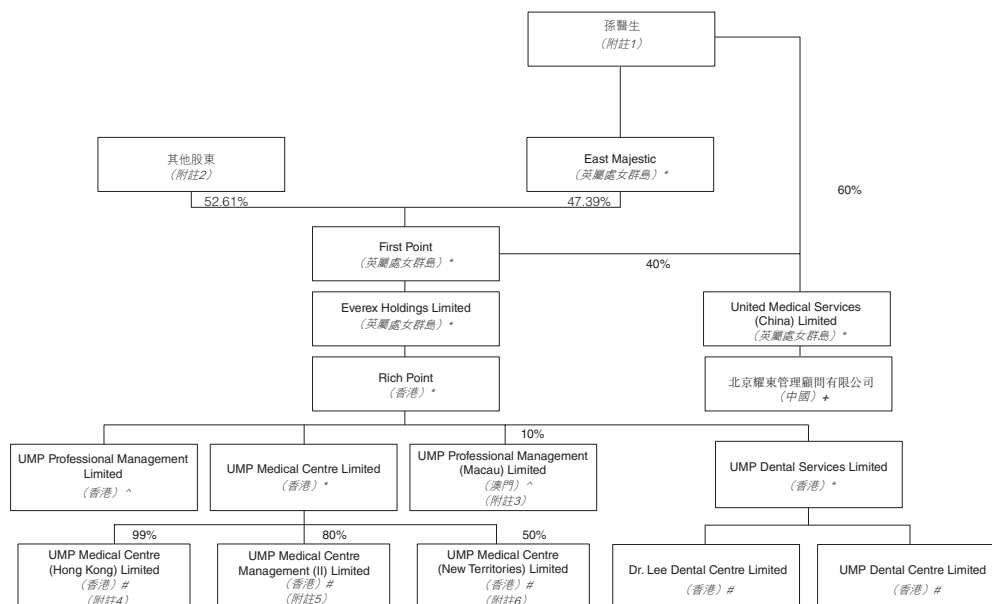 孫醫生
（附註1）
其他股東
（附註2）
East Majestic
（英屬處女群島）*
60%
52.61%
47.39%
First Point
（英屬處女群島）*
40%
Everex Holdings Limited
（英屬處女群島）*
United Medical Services
(China) Limited
（英屬處女群島）*
Rich Point
（香港）*
北京耀東管理顧問有限公司
（中國）+
10%
UMP Professional Management
Limited
（香港）^
UMP Medical Centre Limited
（香港）*
UMP Professional Management
(Macau) Limited
（澳門）^
（附註3）
UMP Dental Services Limited
（香港）*
99%
80%
50%
UMP Medical Centre
(Hong Kong) Limited
（香港）#
（附註4）
UMP Medical Centre
Management (II) Limited
（香港）#
（附註5）
UMP Medical Centre
(New Territories) Limited
（香港）#
（附註6）
Dr. Lee Dental Centre Limited
（香港）#
UMP Dental Centre Limited
（香港）#